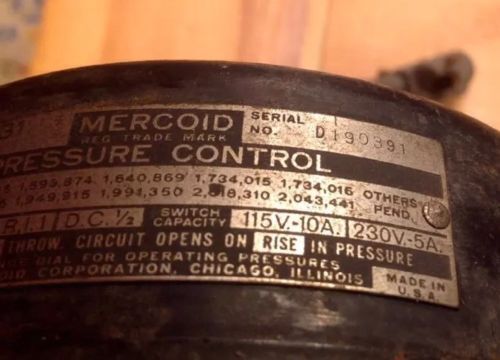 31 MERCOID SERIAL NO. D190391
REG. TRADE MARK
PRESSURE CONTROL
1,599,874 1,640,869 1,734,015 1,734,016 OTHERS
1,949,915 1,991,350 2,018,310 2,043,441 PEND.
D.C. 1/2 SWITCH CAPACITY 115V.-10A. 230V.-5A.
THROW. CIRCUIT OPENS ON RISE IN PRESSURE
DIAL FOR OPERATING PRESSURES
CORPORATION, CHICAGO, ILLINOIS
MADE IN U.S.A.